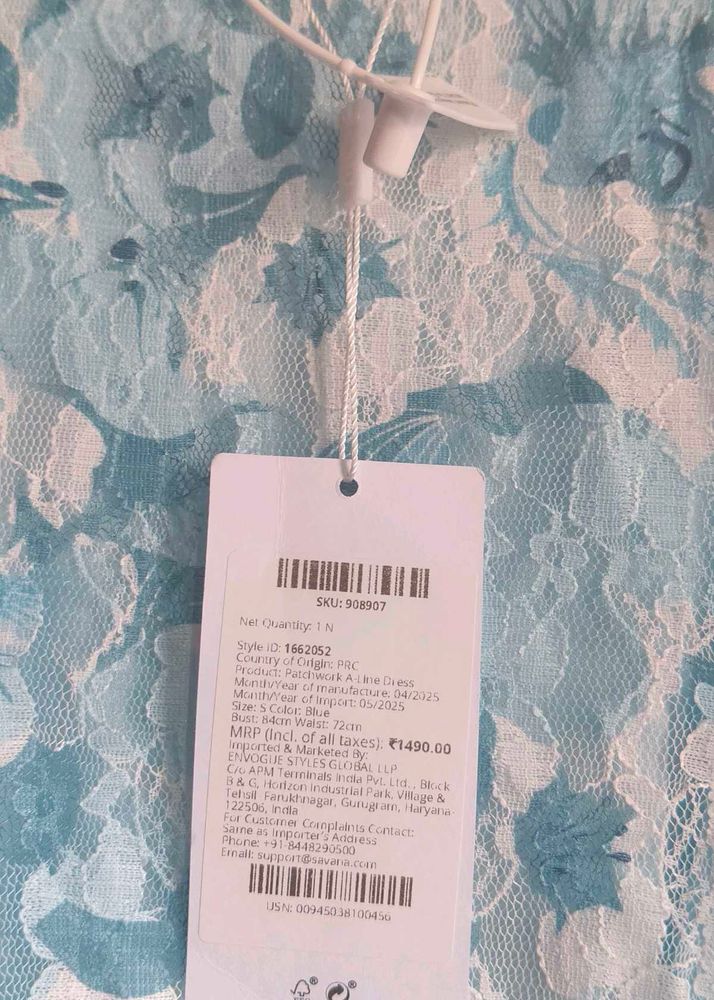 SKU: 908907
Net Quantity: 1 N
Style ID: 1662052
Country of Origin: PRC
Product: Patchwork A-Line Dress
Month/Year of manufacture: 04/2025
Month/Year of Import: 05/2025
Size: S Color: Blue
Bust: 84cm Waist: 72cm
MRP (Incl. of all taxes): ₹1490.00
Imported & Marketed By:
ENVOGUE STYLES GLOBAL LLP
C/o APM Terminals India Pvt. Ltd. , Block
B & G, Horizon Industrial Park, Village &
Tehsil Farukhnagar, Gurugram, Haryana-
122506, India
For Customer Complaints Contact:
Same as Importer's Address
Phone: +91-8448290500
Email: support@savana.com
USN: 00945038100456